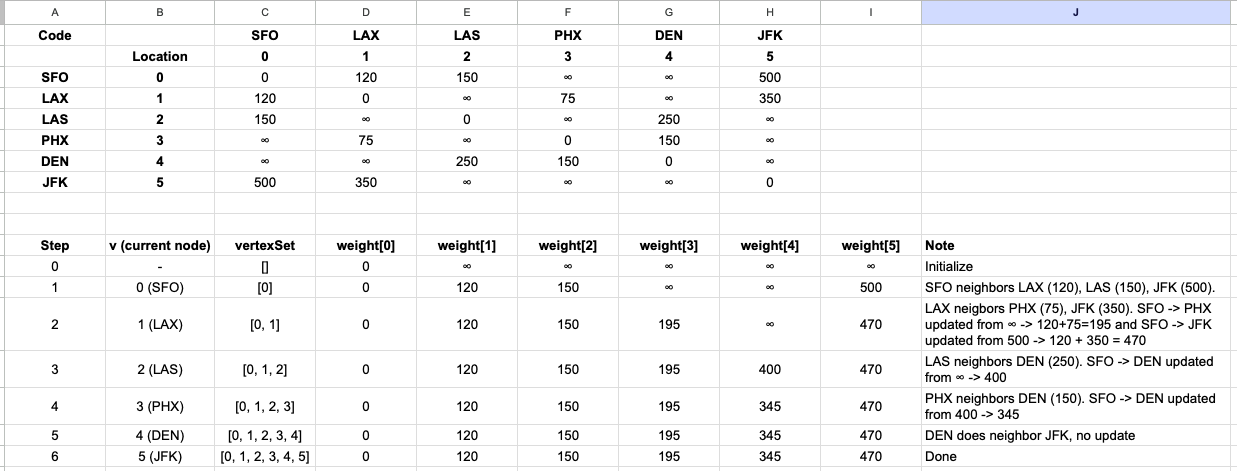 A B C D E F G H I J
Code SFO LAX LAS PHX DEN JFK
Location 0 1 2 3 4 5
SFO 0 0 120 150 ∞ ∞ 500
LAX 1 120 0 ∞ 75 ∞ 350
LAS 2 150 ∞ 0 ∞ 250 ∞
PHX 3 ∞ 75 ∞ 0 150 ∞
DEN 4 ∞ ∞ 250 150 0 ∞
JFK 5 500 350 ∞ ∞ ∞ 0
Step v (current node) vertexSet weight[0] weight[1] weight[2] weight[3] weight[4] weight[5] Note
0 - [] 0 ∞ ∞ ∞ ∞ ∞ Initialize
1 0 (SFO) [0] 0 120 150 ∞ ∞ 500 SFO neighbors LAX (120), LAS (150), JFK (500).
2 1 (LAX) [0, 1] 0 120 150 195 ∞ 470 LAX neigbors PHX (75), JFK (350). SFO -> PHX
updated from ∞ -> 120+75=195 and SFO -> JFK
updated from 500 -> 120 + 350 = 470
3 2 (LAS) [0, 1, 2] 0 120 150 195 400 470 LAS neighbors DEN (250). SFO -> DEN updated
from ∞ -> 400
4 3 (PHX) [0, 1, 2, 3] 0 120 150 195 345 470 PHX neighbors DEN (150). SFO -> DEN updated
from 400 -> 345
5 4 (DEN) [0, 1, 2, 3, 4] 0 120 150 195 345 470 DEN does neighbor JFK, no update
6 5 (JFK) [0, 1, 2, 3, 4, 5] 0 120 150 195 345 470 Done